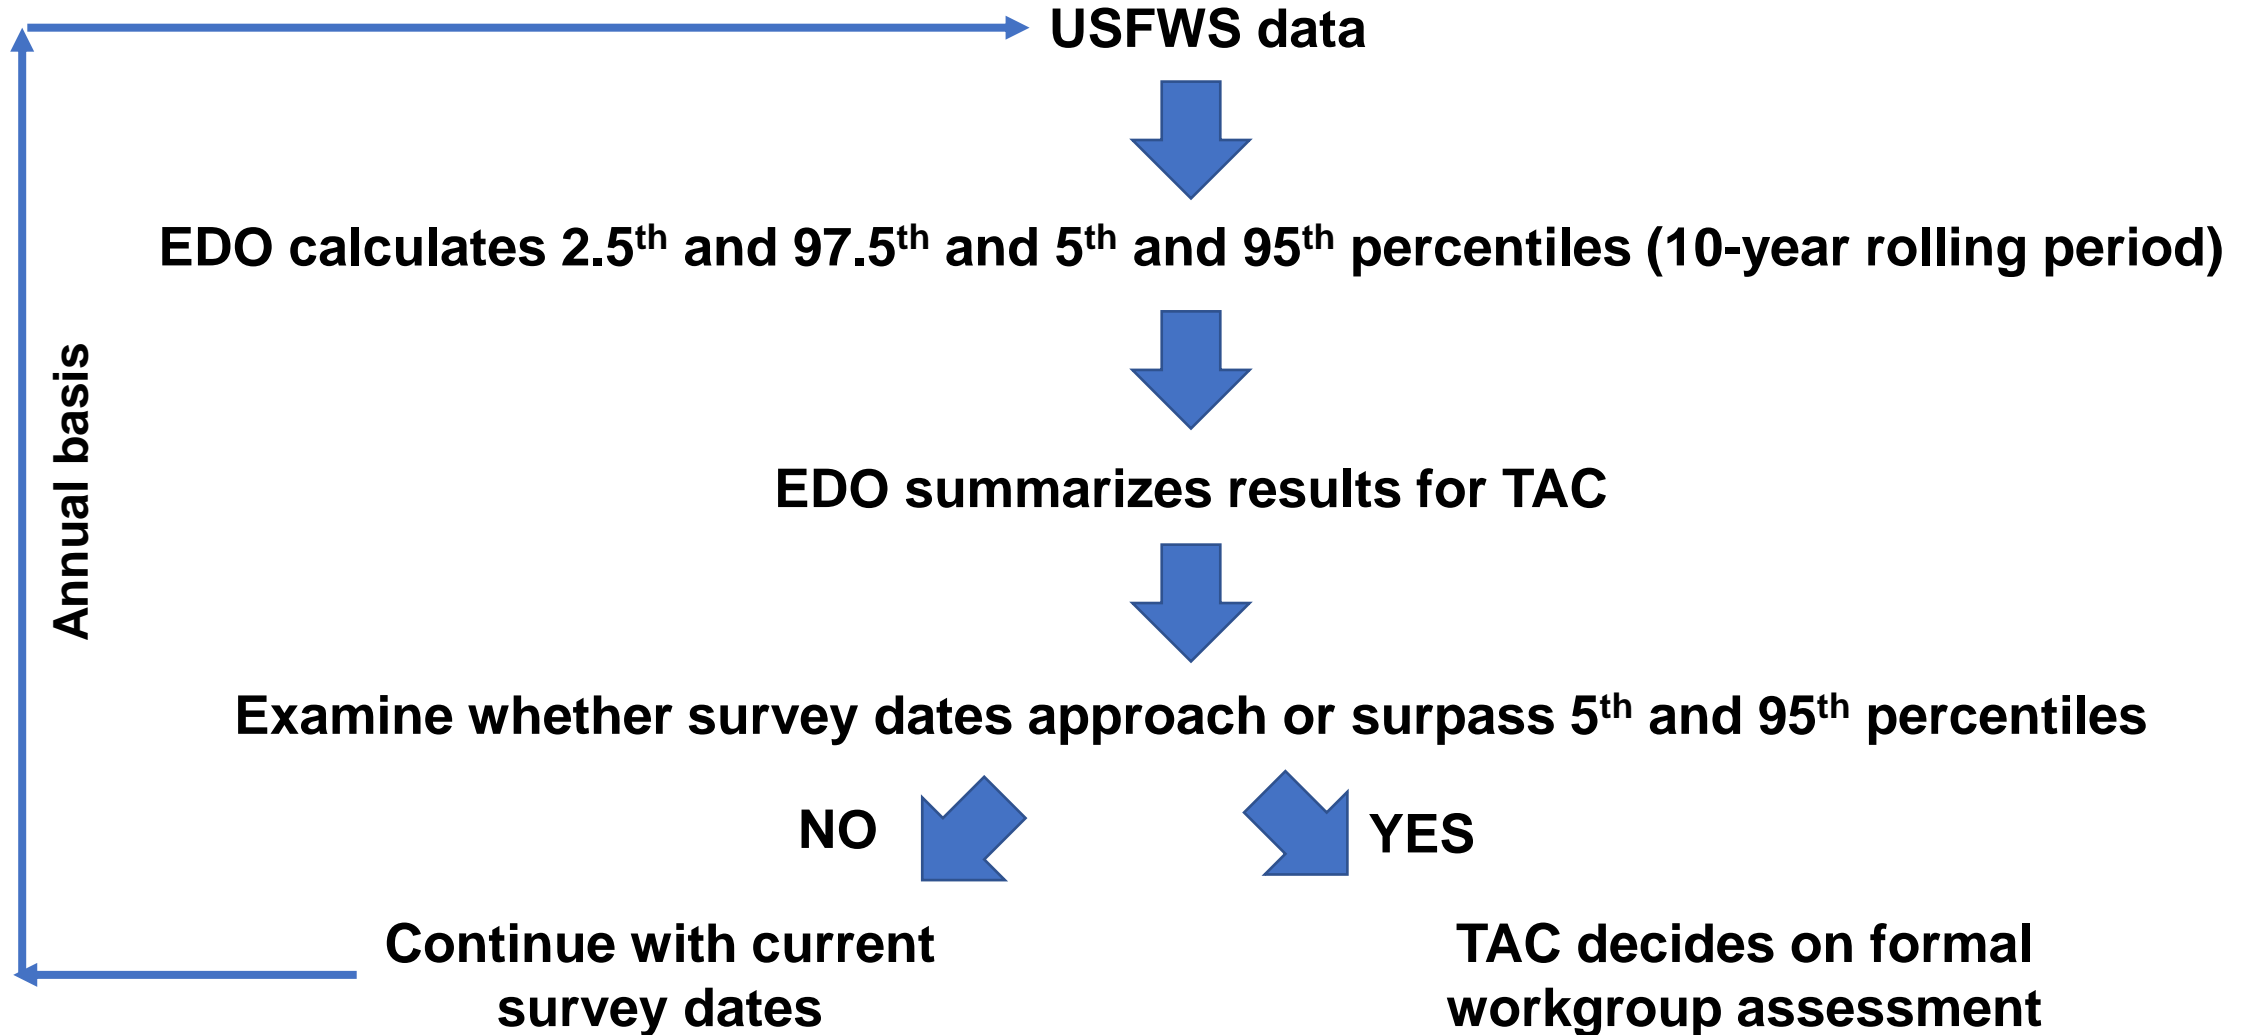 USFWS data
EDO calculates 2.5th and 97.5th and 5th and 95th percentiles (10-year rolling period)
Annual basis
EDO summarizes results for TAC
Examine whether survey dates approach or surpass 5th and 95th percentiles
NO
YES
Continue with current
survey dates
TAC decides on formal
workgroup assessment